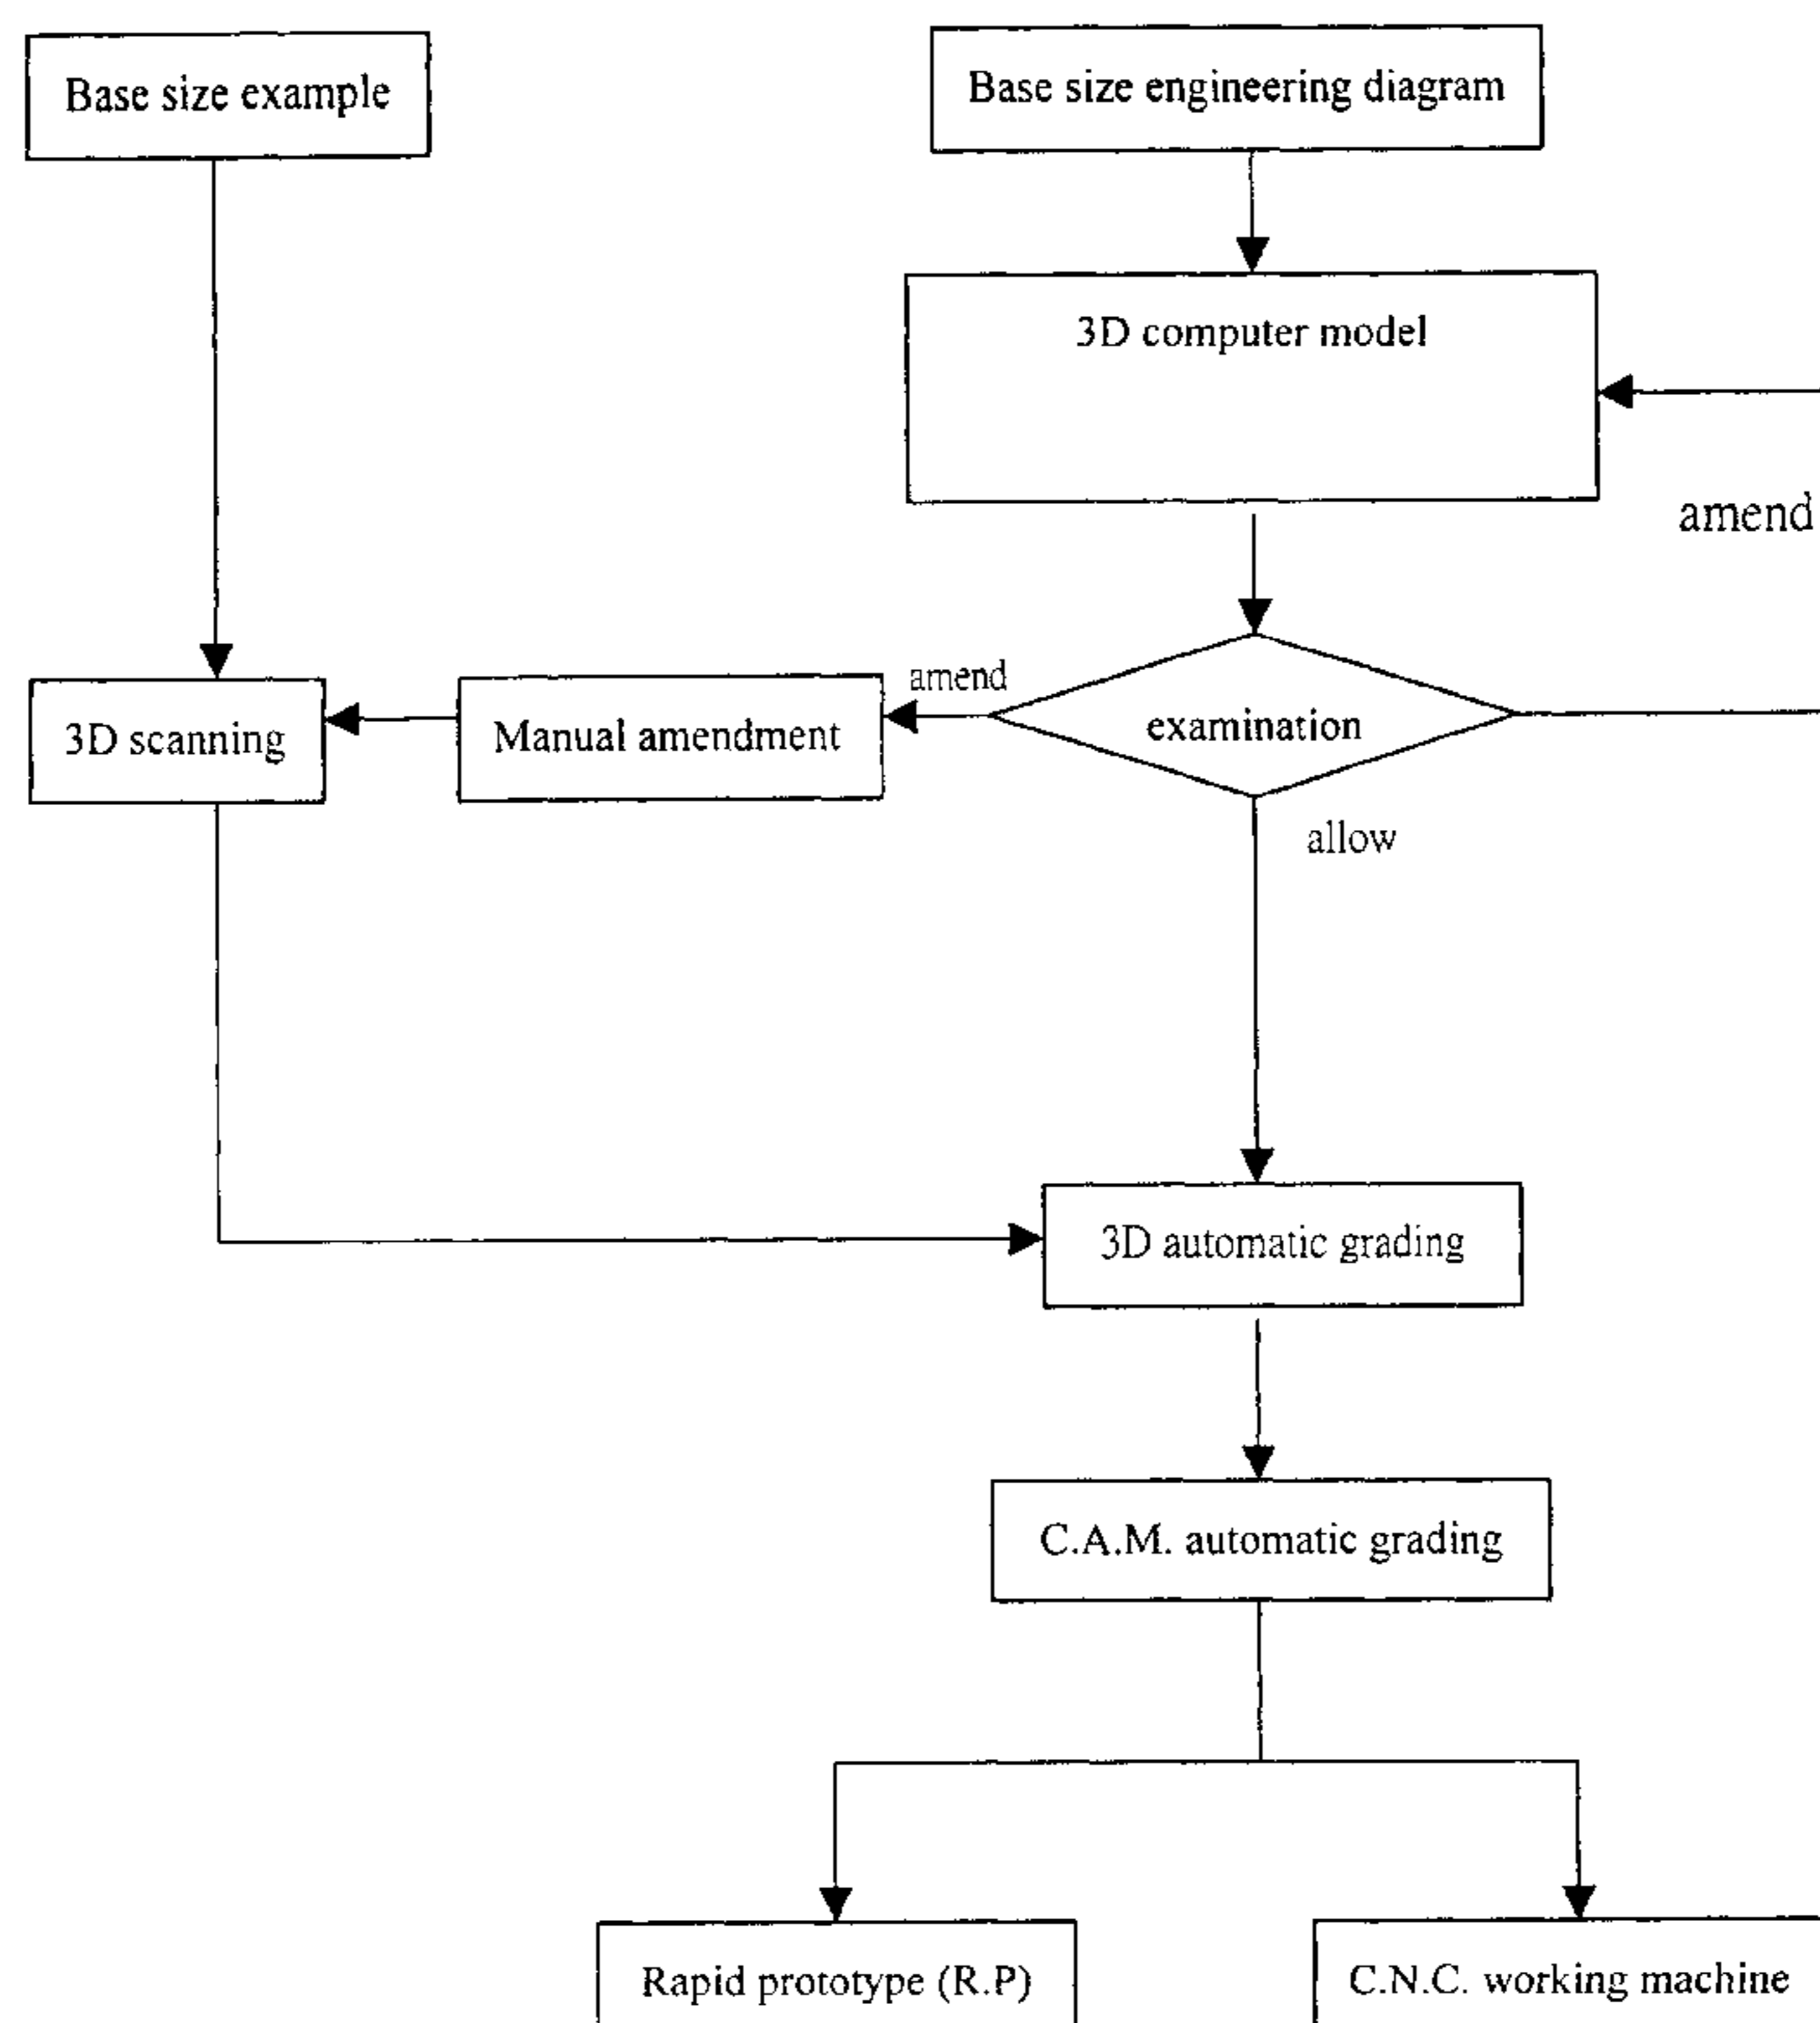 Base size example
Base size engineering diagram
3D computer model
amend
amend
3D scanning
Manual amendment
examination
allow
3D automatic grading
C.A.M. automatic grading
Rapid prototype (R.P)
C.N.C. working machine